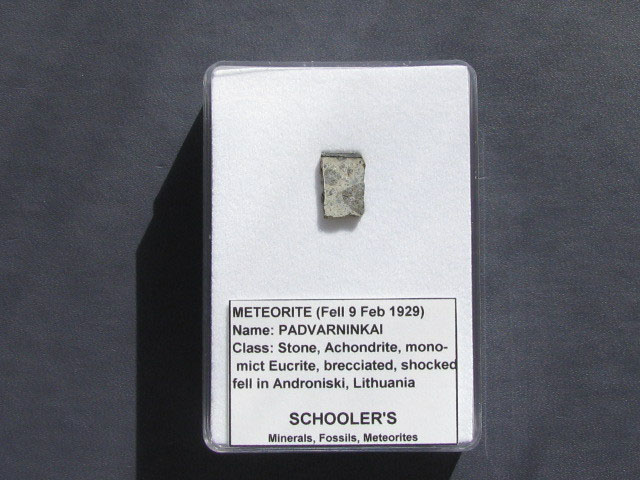 METEORITE (Fell 9 Feb 1929)
Name: PADVARNINKAI
Class: Stone, Achondrite, mono-
mict Eucrite, brecciated, shocked
fell in Androniski, Lithuania
SCHOOLER'S
Minerals, Fossils, Meteorites